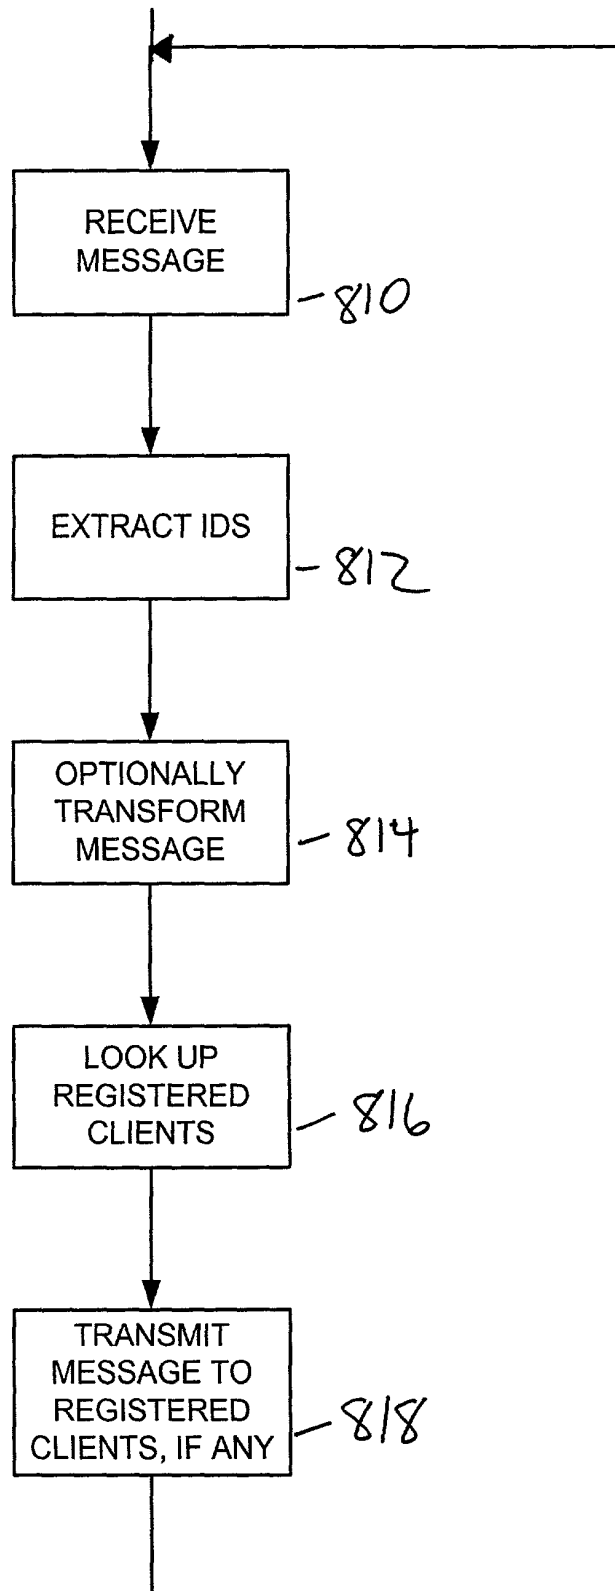 RECEIVE
MESSAGE
810
EXTRACT IDS
812
OPTIONALLY
TRANSFORM
MESSAGE
814
LOOK UP
REGISTERED
CLIENTS
816
TRANSMIT
MESSAGE TO
REGISTERED
CLIENTS, IF ANY
818